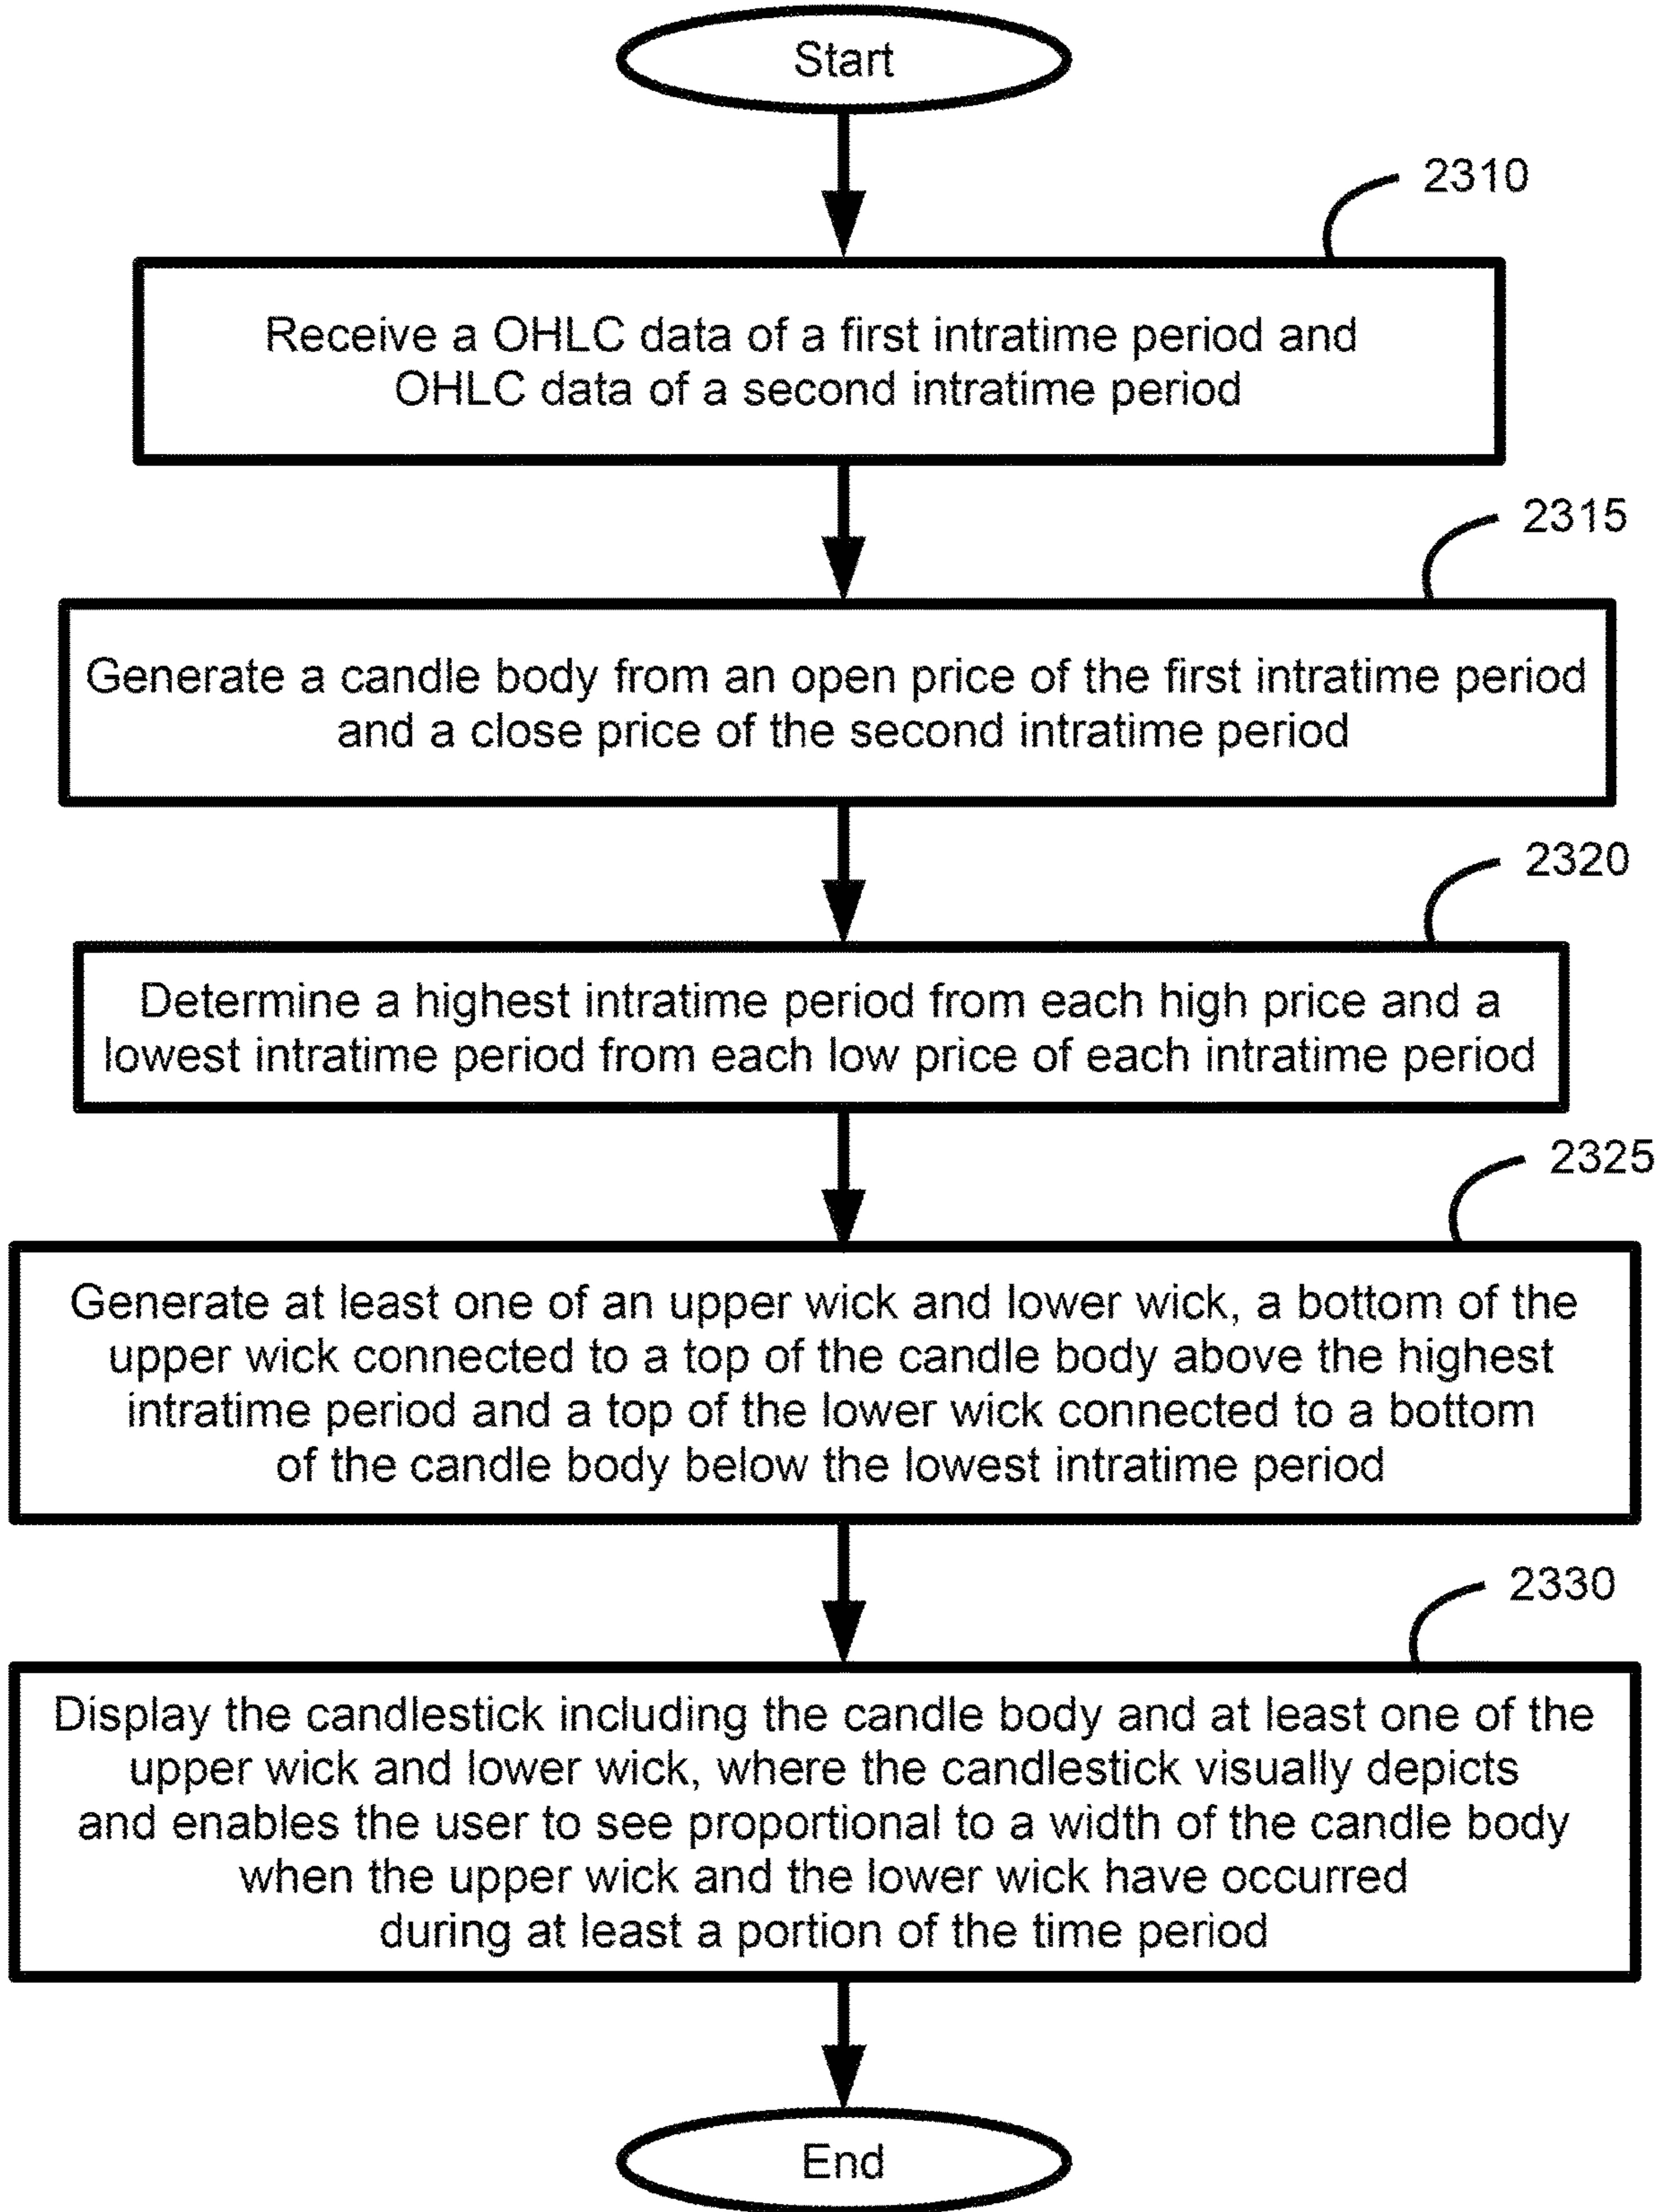 Start
2310
Receive a OHLC data of a first intratime period and
OHLC data of a second intratime period
2315
Generate a candle body from an open price of the first intratime period
and a close price of the second intratime period
2320
Determine a highest intratime period from each high price and a
lowest intratime period from each low price of each intratime period
2325
Generate at least one of an upper wick and lower wick, a bottom of the
upper wick connected to a top of the candle body above the highest
intratime period and a top of the lower wick connected to a bottom
of the candle body below the lowest intratime period
2330
Display the candlestick including the candle body and at least one of the
upper wick and lower wick, where the candlestick visually depicts
and enables the user to see proportional to a width of the candle body
when the upper wick and the lower wick have occurred
during at least a portion of the time period
End